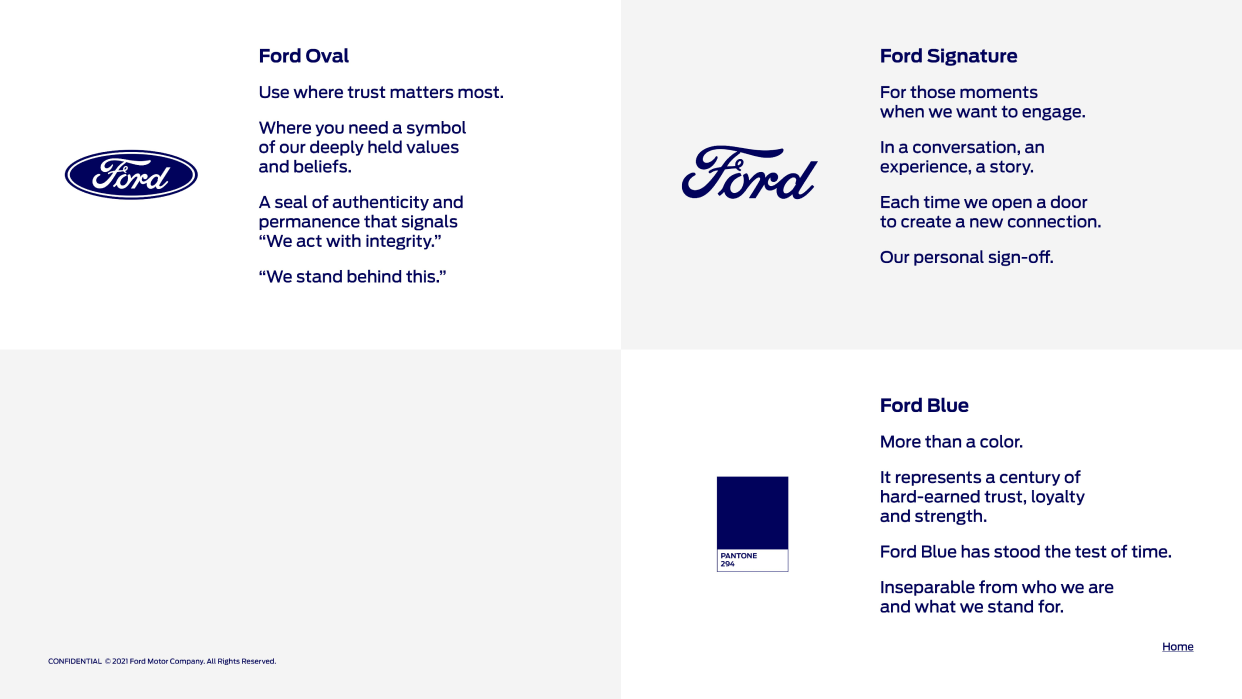 Ford Oval
Use where trust matters most.
Where you need a symbol
of our deeply held values
and beliefs.
A seal of authenticity and
permanence that signals
“We act with integrity.”
“We stand behind this.”
Ford
Ford Signature
For those moments
when we want to engage.
In a conversation, an
experience, a story.
Each time we open a door
to create a new connection.
Our personal sign-off.
Ford
Ford Blue
More than a color.
It represents a century of
hard-earned trust, loyalty
and strength.
Ford Blue has stood the test of time.
Inseparable from who we are
and what we stand for.
PANTONE
294
Home
CONFIDENTIAL © 2021 Ford Motor Company. All Rights Reserved.